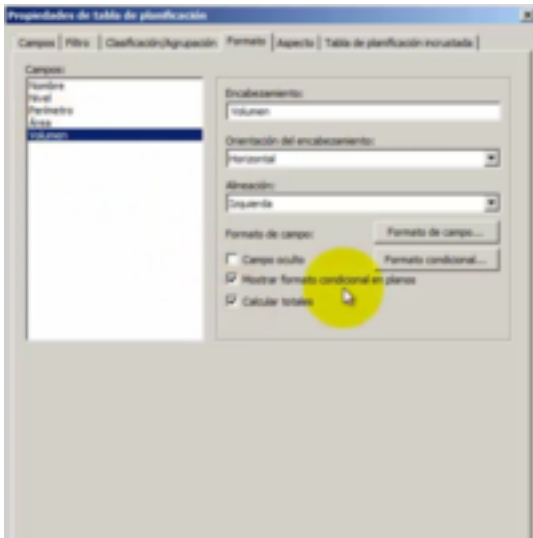 Propiedades de tabla de planificación
Campos Filtro Clasificación/Agrupación Formato Aspecto Tabla de planificación incrustada
Campos:
Nombre
Nivel
Perímetro
Área
Volumen
Encabezamiento:
Volumen
Orientación del encabezamiento:
Horizontal
Alineación:
Izquierda
Formato de campo: Formato de campo...
Campo oculto Formato condicional...
Mostrar formato condicional en planos
Calcular totales